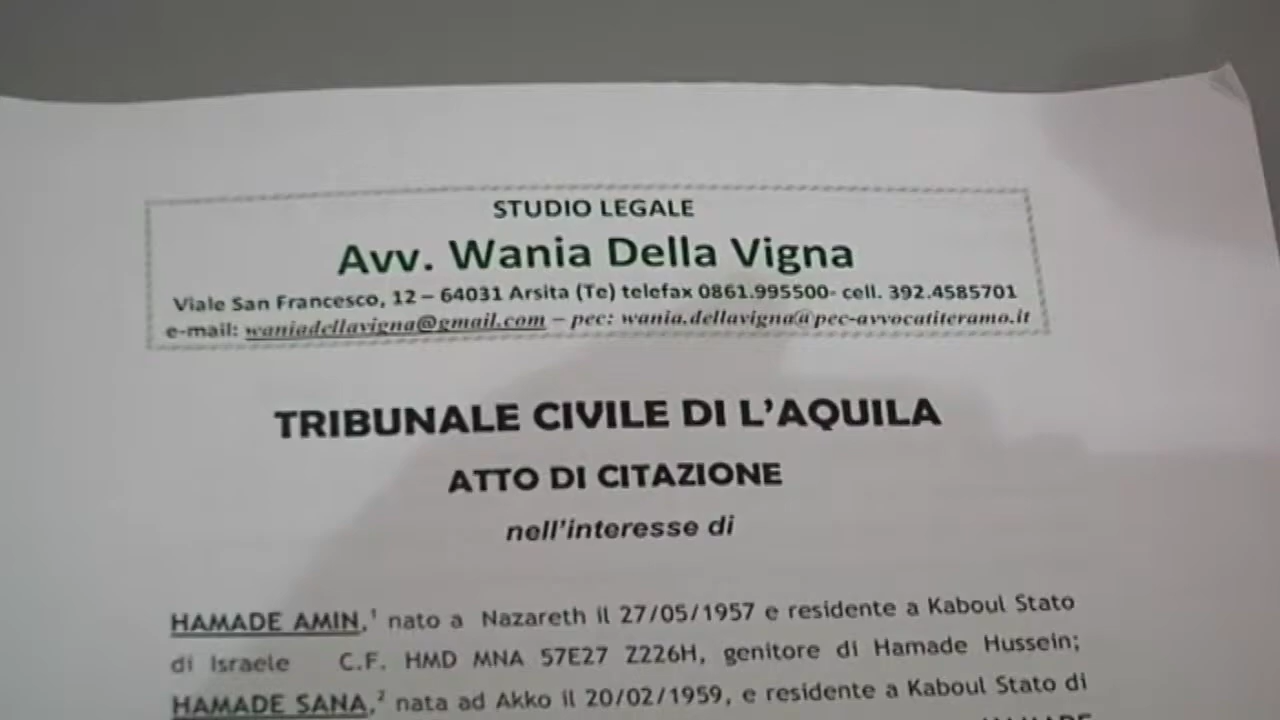 STUDIO LEGALE
Avv. Wania Della Vigna
Viale San Francesco, 12 – 64031 Arsita (Te) telefax 0861.995500- cell. 392.4585701
e-mail: waniadellavigna@gmail.com – pec: wania.dellavigna@pec-avvocatiteramo.it
TRIBUNALE CIVILE DI L'AQUILA
ATTO DI CITAZIONE
nell'interesse di
HAMADE AMIN,¹ nato a Nazareth il 27/05/1957 e residente a Kaboul Stato
di Israele C.F. HMD MNA 57E27 Z226H, genitore di Hamade Hussein;
HAMADE SANA,² nata ad Akko il 20/02/1959, e residente a Kaboul Stato di